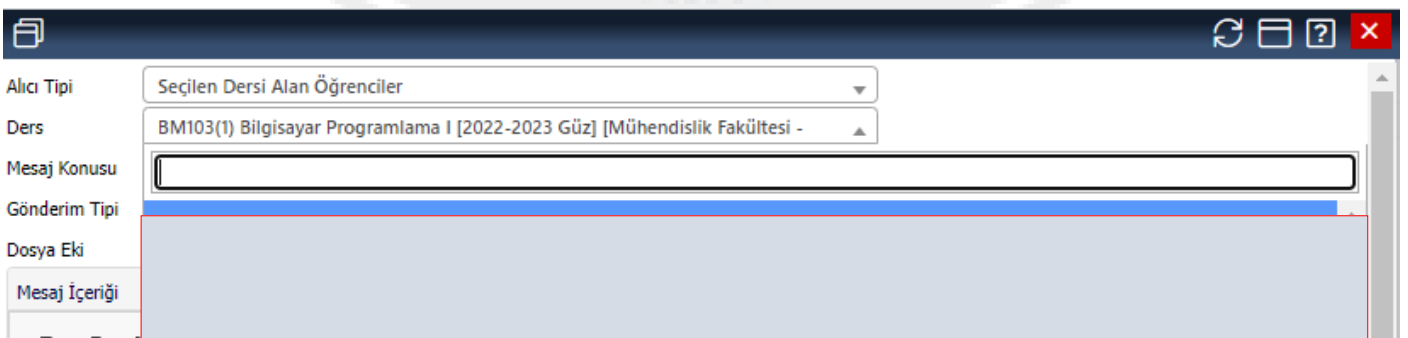 Alıcı Tipi
Seçilen Dersi Alan Öğrenciler
Ders
BM103(1) Bilgisayar Programlama I [2022-2023 Güz] [Mühendislik Fakültesi -
Mesaj Konusu
Gönderim Tipi
Dosya Eki
Mesaj İçeriği